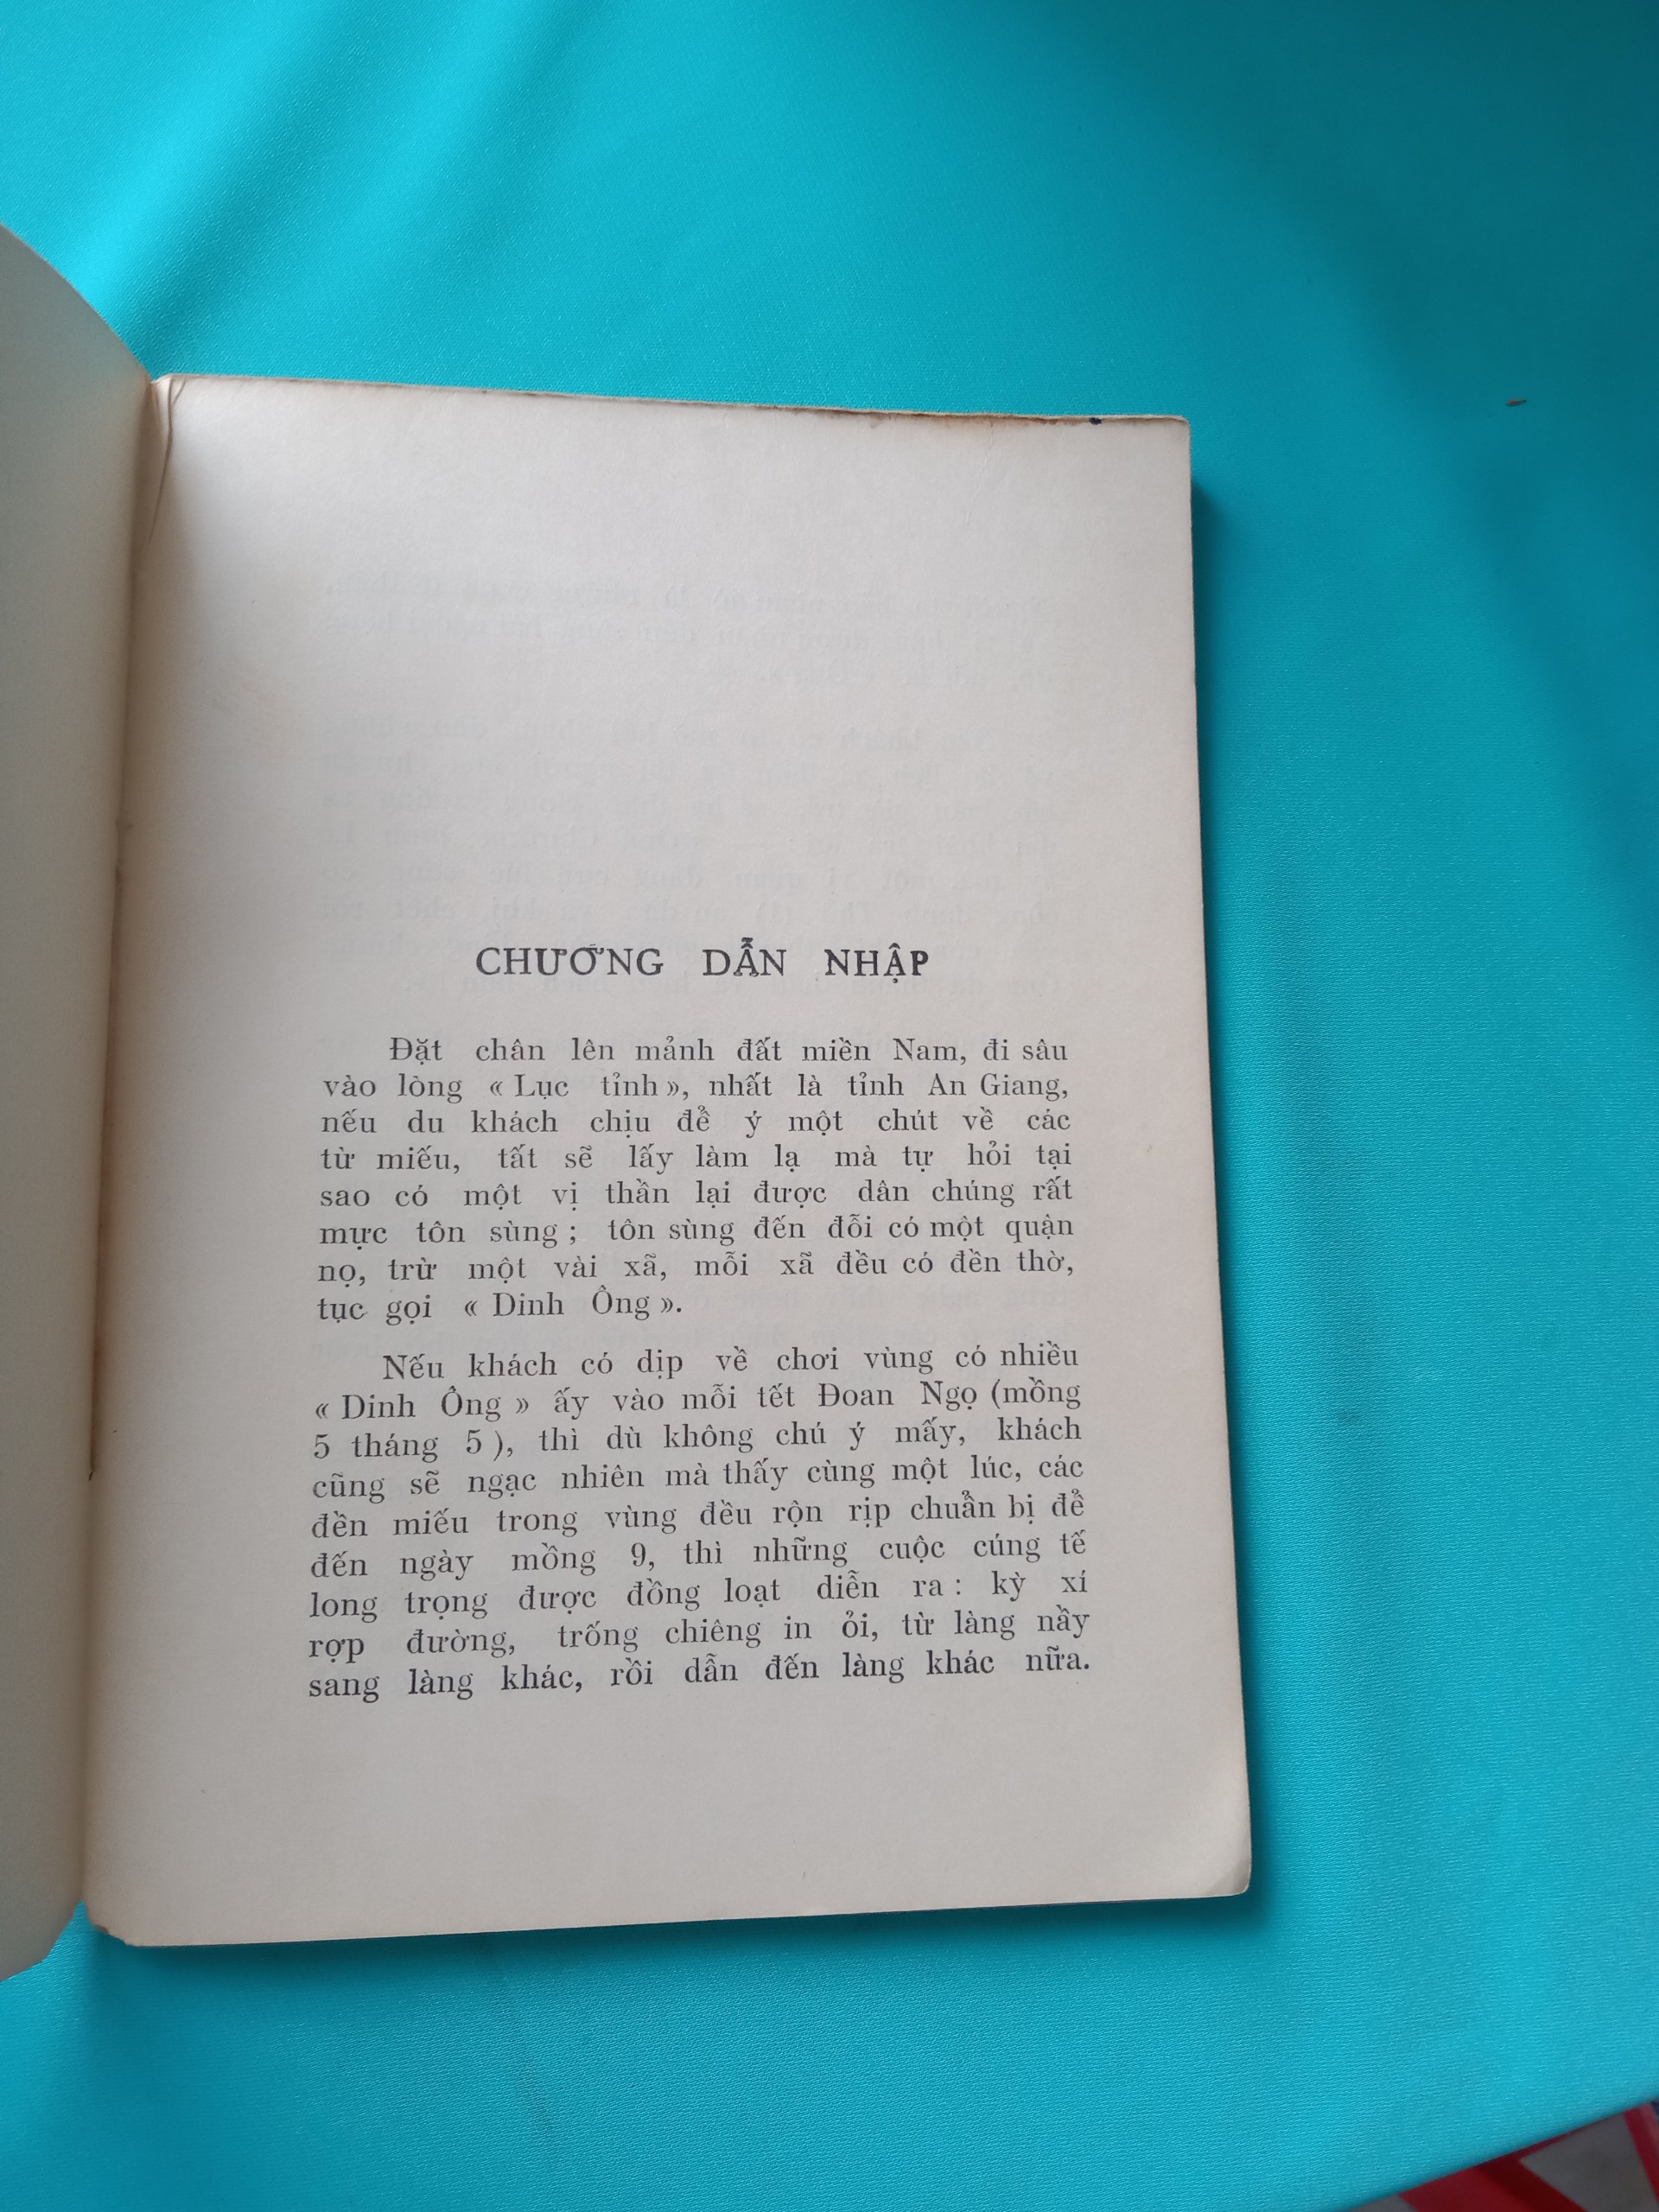 CHƯƠNG DẪN NHẬP
Đặt chân lên mảnh đất miền Nam, đi sâu
vào lòng « Lục tỉnh », nhất là tỉnh An Giang,
nếu du khách chịu để ý một chút về các
từ miếu, tất sẽ lấy làm lạ mà tự hỏi tại
sao có một vị thần lại được dân chúng rất
mực tôn sùng ; tôn sùng đến đỗi có một quận
nọ, trừ một vài xã, mỗi xã đều có đền thờ,
tục gọi « Dinh Ông ».
Nếu khách có dịp về chơi vùng có nhiều
« Dinh Ông » ấy vào mỗi tết Đoan Ngọ (mồng
5 tháng 5 ), thì dù không chú ý mấy, khách
cũng sẽ ngạc nhiên mà thấy cùng một lúc, các
đền miếu trong vùng đều rộn rịp chuẩn bị để
đến ngày mồng 9, thì những cuộc cúng tế
long trọng được đồng loạt diễn ra : kỳ xí
rợp đường, trống chiêng in ỏi, từ làng nầy
sang làng khác, rồi dẫn đến làng khác nữa.